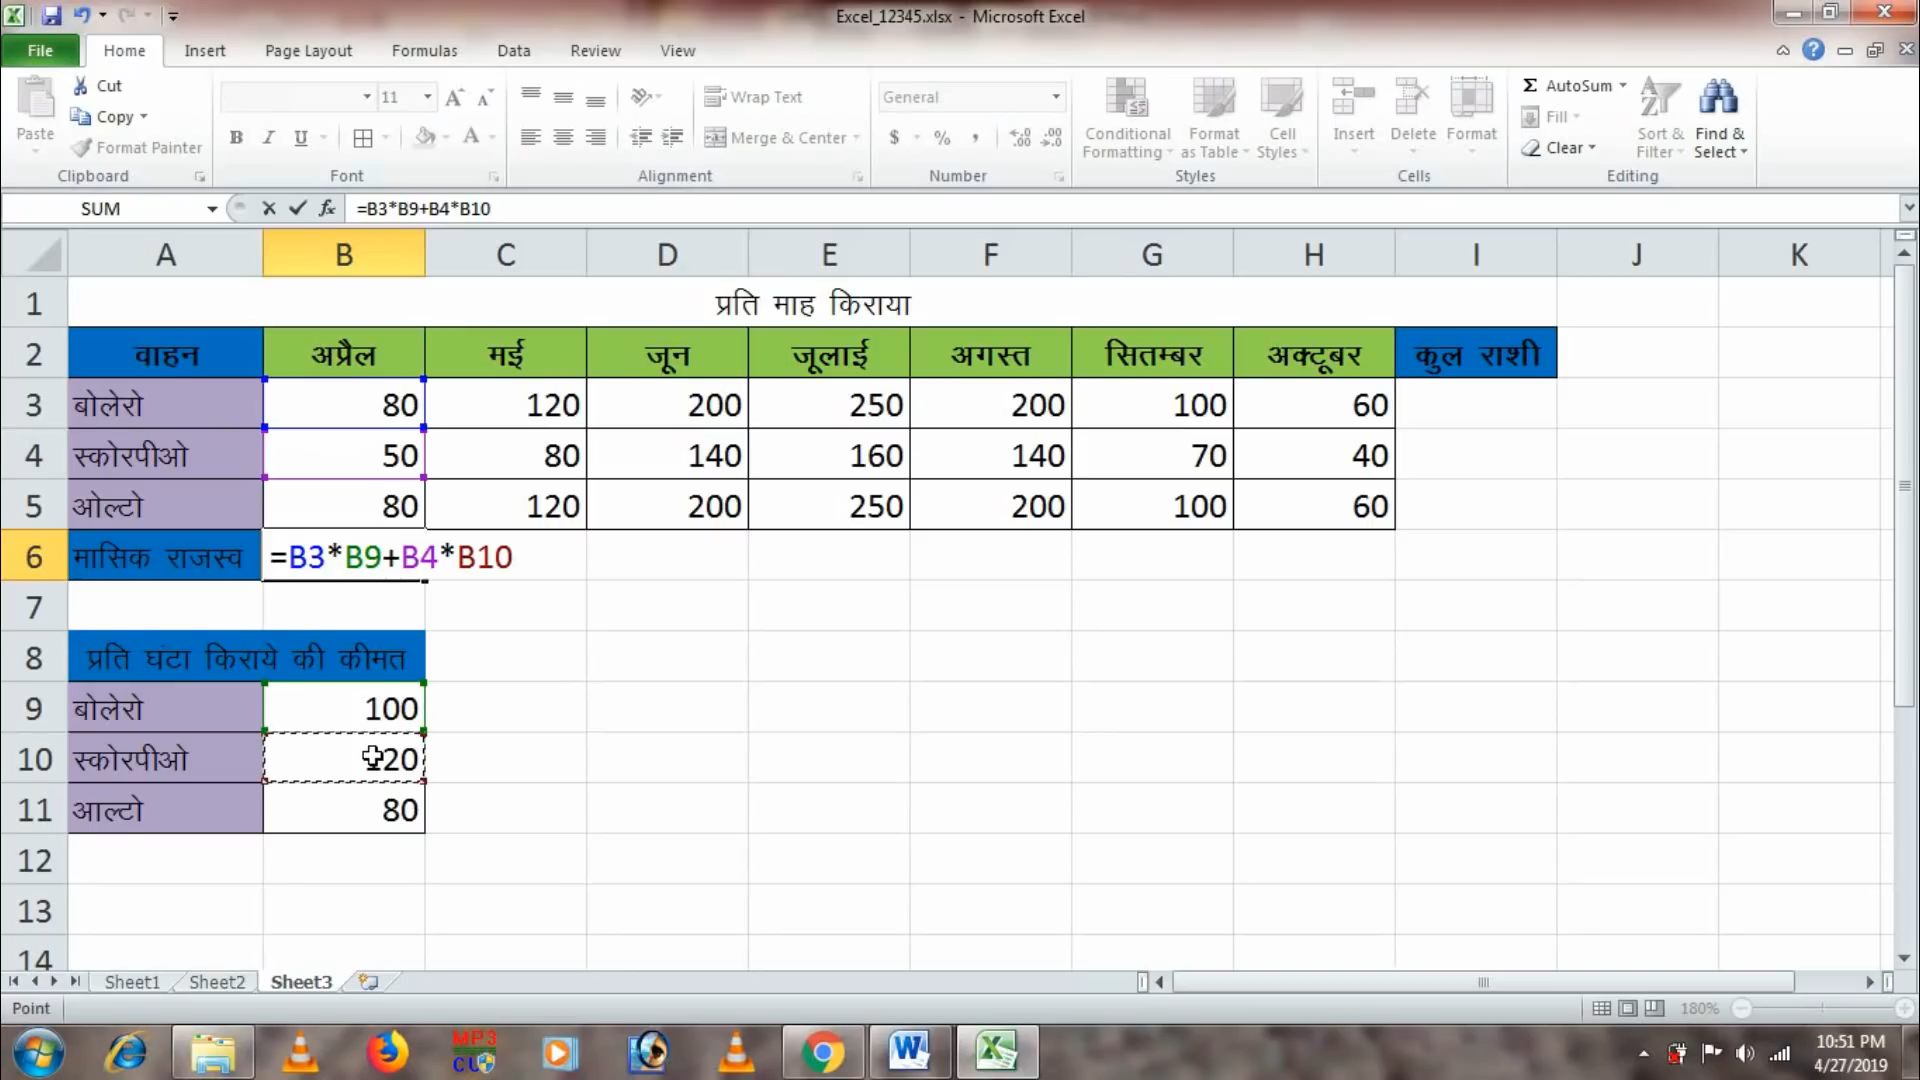 Excel_12345.xlsx - Microsoft Excel
File Home Insert Page Layout Formulas Data Review View
Paste Cut Copy Format Painter Clipboard
11 B I U Font
Wrap Text Merge & Center Alignment
General $ % , Number
Conditional Formatting Format as Table Cell Styles Styles
Insert Delete Format Cells
Σ AutoSum Fill Clear Sort & Filter Find & Select Editing
SUM fx =B3*B9+B4*B10
A B C D E F G H I J K
1 प्रति माह किराया
2 वाहन अप्रैल मई जून जूलाई अगस्त सितम्बर अक्टूबर कुल राशी
3 बोलेरो 80 120 200 250 200 100 60
4 स्कोरपीओ 50 80 140 160 140 70 40
5 ओल्टो 80 120 200 250 200 100 60
6 मासिक राजस्व =B3*B9+B4*B10
7
8 प्रति घंटा किराये की कीमत
9 बोलेरो 100
10 स्कोरपीओ 120
11 आल्टो 80
12
13
14
Sheet1 Sheet2 Sheet3
Point 180%
MP3 CU
10:51 PM
4/27/2019